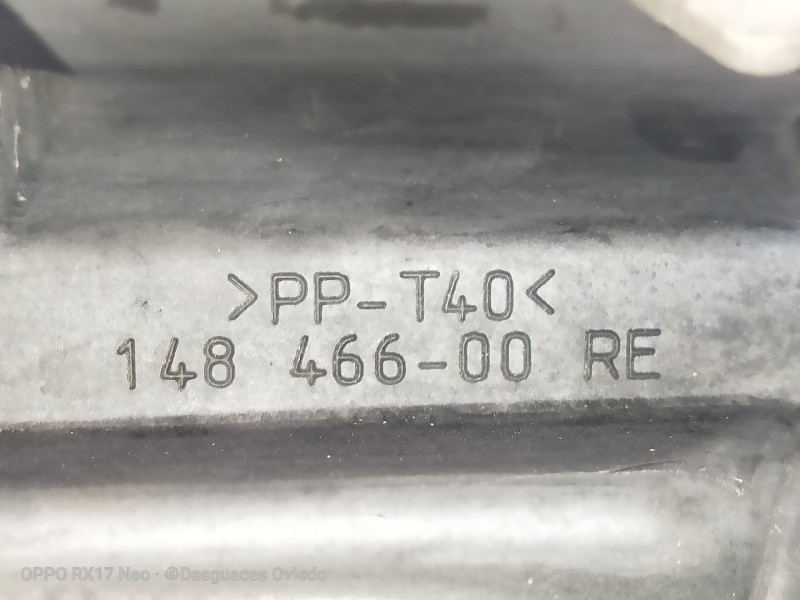 >PP-T40<
148 466-00 RE
OPPO RX17 Neo · ©Desguaces Oviedo